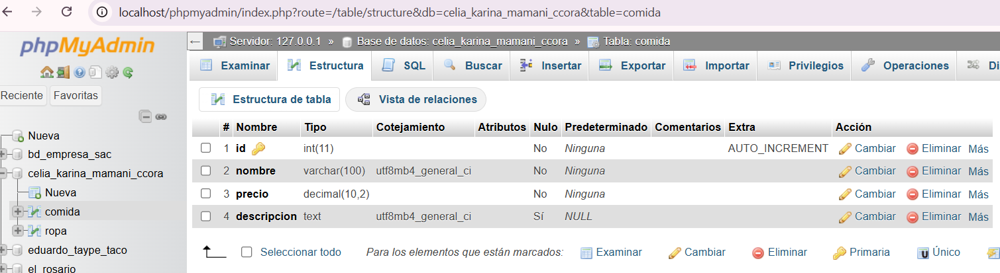 localhost/phpmyadmin/index.php?route=/table/structure&db=celia_karina_mamani_ccora&table=comida
phpMyAdmin
Reciente Favoritas
Nueva
bd_empresa_sac
celia_karina_mamani_ccora
Nueva
comida
ropa
eduardo_taype_taco
el_rosario
Servidor: 127.0.0.1 » Base de datos: celia_karina_mamani_ccora » Tabla: comida
Examinar Estructura SQL Buscar Insertar Exportar Importar Privilegios Operaciones Di
Estructura de tabla Vista de relaciones
# Nombre Tipo Cotejamiento Atributos Nulo Predeterminado Comentarios Extra Acción
1 id int(11) No Ninguna AUTO_INCREMENT Cambiar Eliminar Más
2 nombre varchar(100) utf8mb4_general_ci No Ninguna Cambiar Eliminar Más
3 precio decimal(10,2) No Ninguna Cambiar Eliminar Más
4 descripcion text utf8mb4_general_ci Sí NULL Cambiar Eliminar Más
Seleccionar todo Para los elementos que están marcados: Examinar Cambiar Eliminar Primaria Único